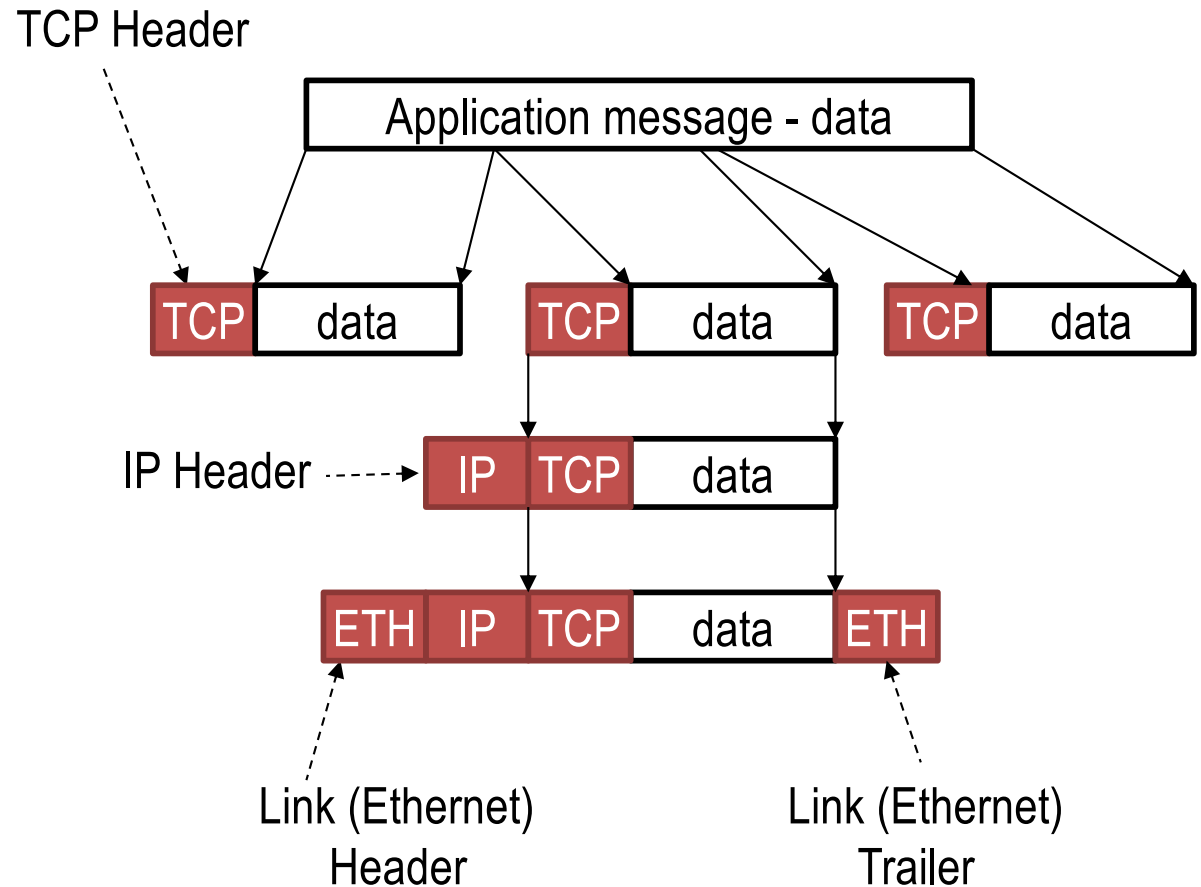 TCP Header
Application message - data
TCP data TCP data TCP data
IP Header IP TCP data
ETH IP TCP data ETH
Link (Ethernet) Link (Ethernet)
Header Trailer